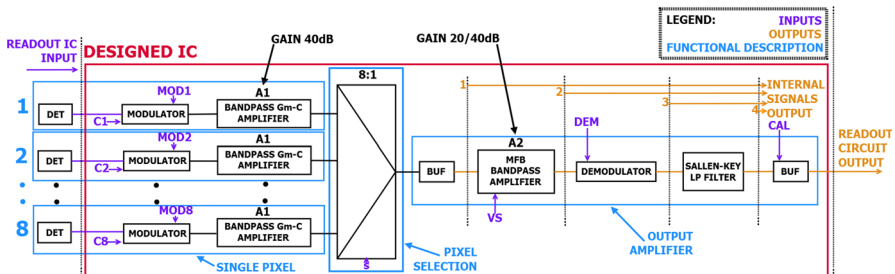 LEGEND:
INPUTS
OUTPUTS
FUNCTIONAL DESCRIPTION
GAIN 40dB
GAIN 20/40dB
READOUT IC
INPUT
DESIGNED IC
8:1
1
2
3
4
INTERNAL
SIGNALS
OUTPUT
1
DET
C1
MOD1
MODULATOR
A1
BANDPASS Gm-C
AMPLIFIER
2
DET
C2
MOD2
MODULATOR
A1
BANDPASS Gm-C
AMPLIFIER
8
DET
C8
MOD8
MODULATOR
A1
BANDPASS Gm-C
AMPLIFIER
S
BUF
A2
MFB
BANDPASS
AMPLIFIER
VS
DEM
DEMODULATOR
SALLEN-KEY
LP FILTER
CAL
BUF
READOUT
CIRCUIT
OUTPUT
SINGLE PIXEL
PIXEL
SELECTION
OUTPUT
AMPLIFIER